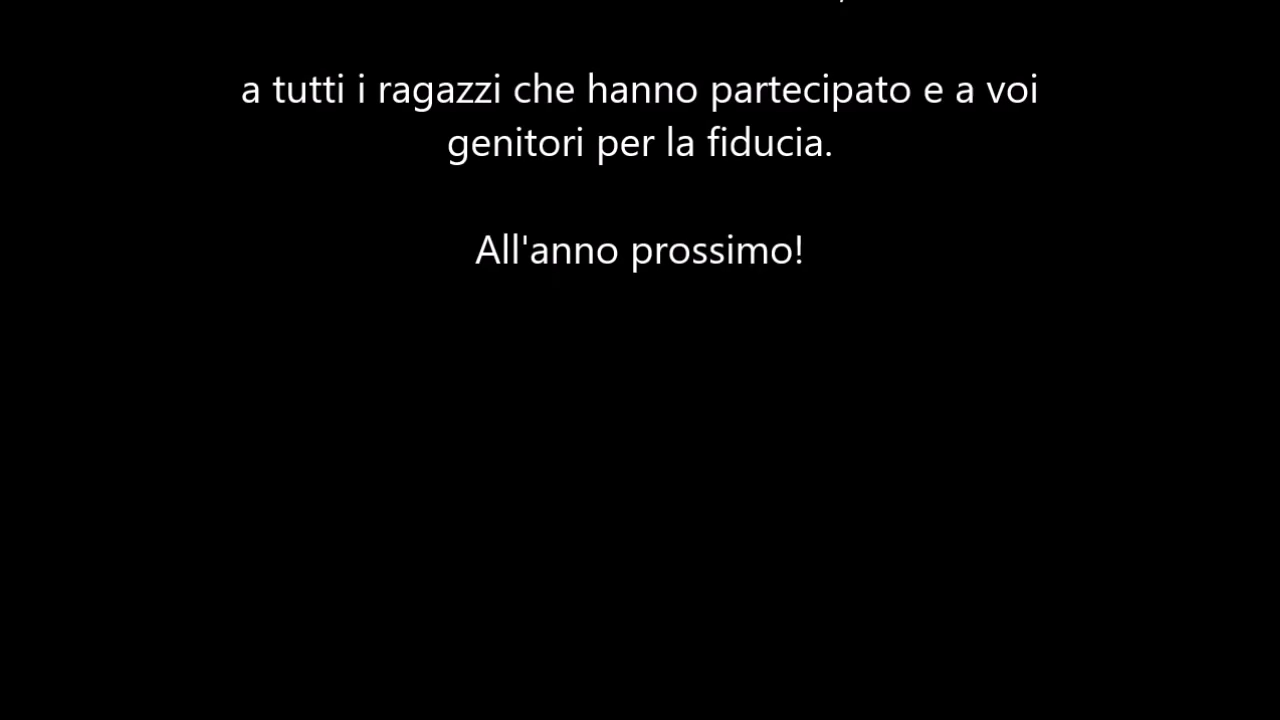 a tutti i ragazzi che hanno partecipato e a voi
genitori per la fiducia.
All'anno prossimo!